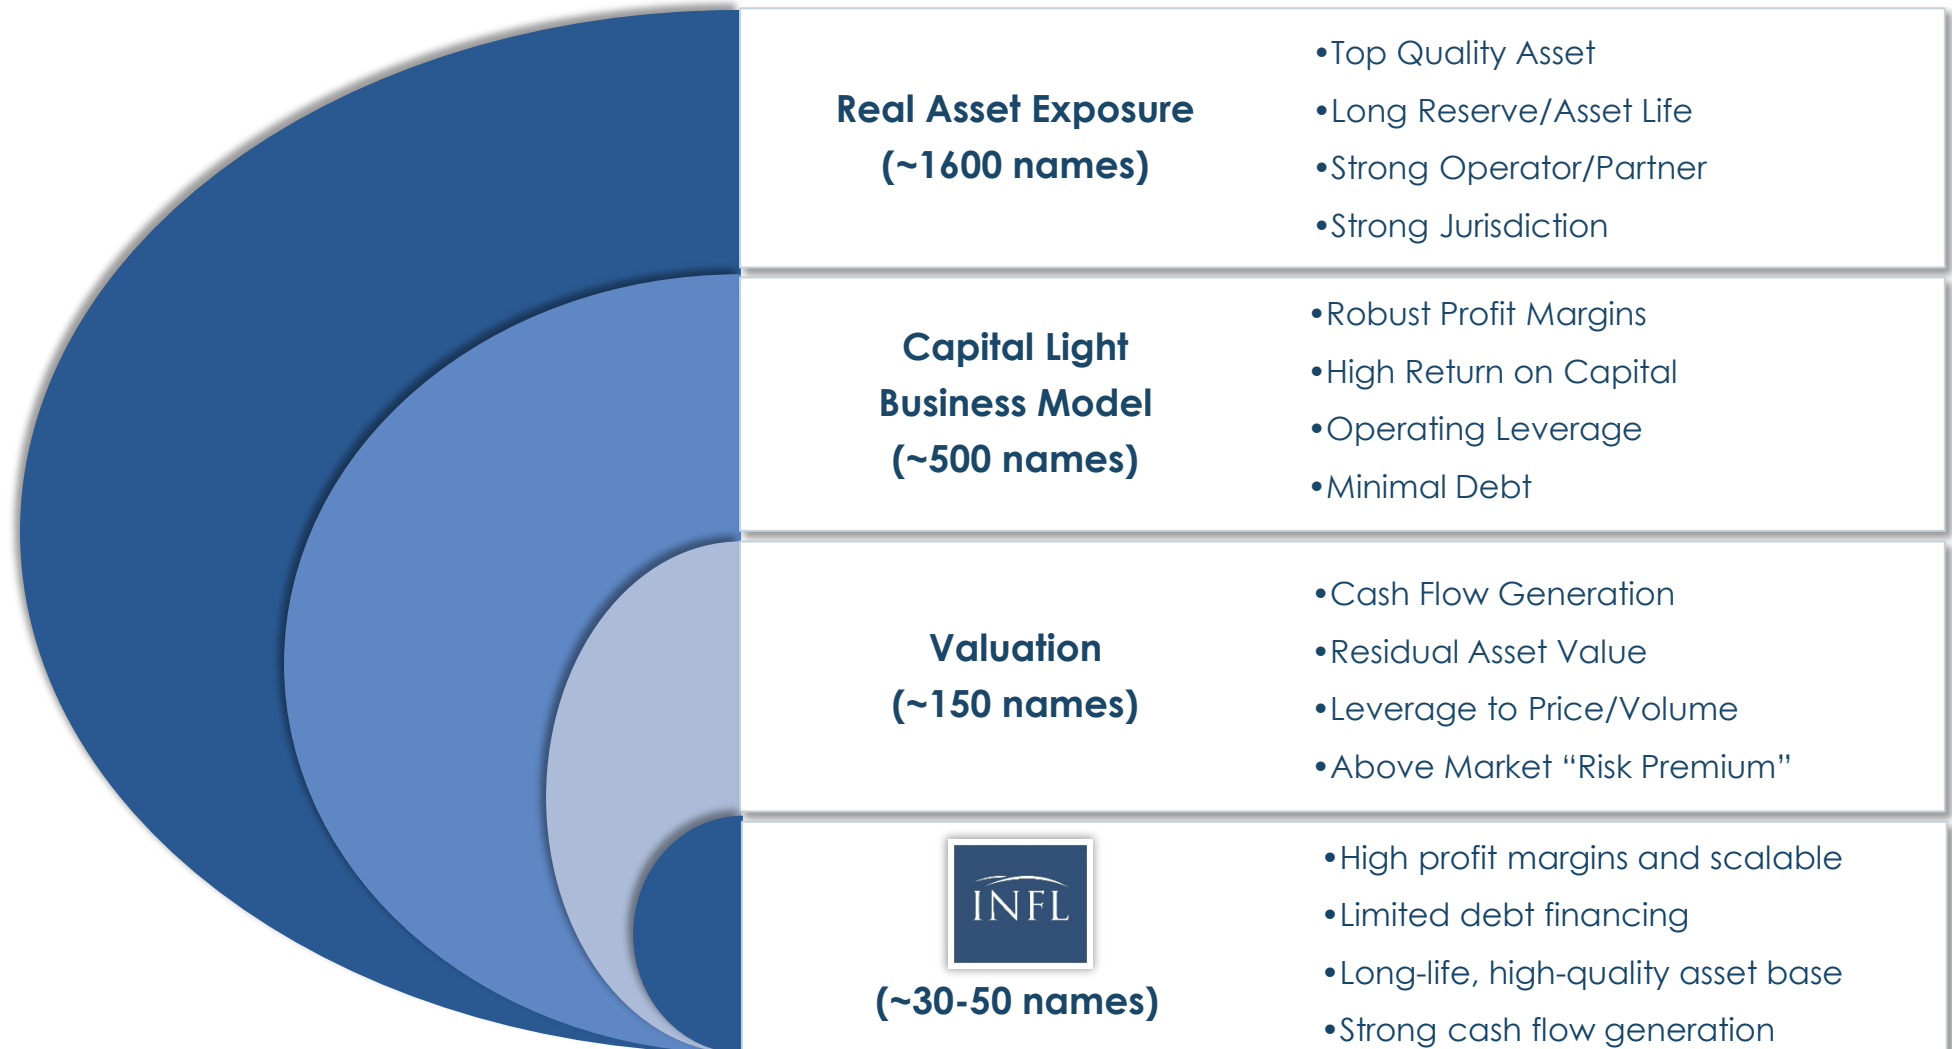 Real Asset Exposure
(~1600 names)
•Top Quality Asset
•Long Reserve/Asset Life
•Strong Operator/Partner
•Strong Jurisdiction
Capital Light
Business Model
(~500 names)
•Robust Profit Margins
•High Return on Capital
•Operating Leverage
•Minimal Debt
Valuation
(~150 names)
•Cash Flow Generation
•Residual Asset Value
•Leverage to Price/Volume
•Above Market “Risk Premium”
INFL
(~30-50 names)
•High profit margins and scalable
•Limited debt financing
•Long-life, high-quality asset base
•Strong cash flow generation